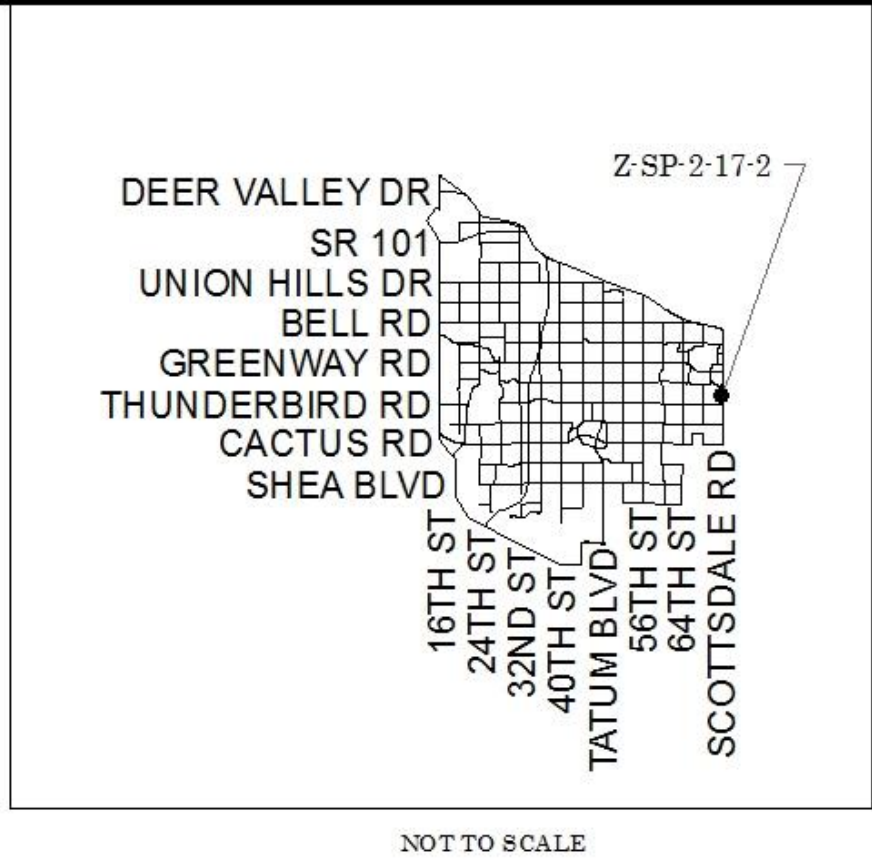 Z-SP-2-17-2
DEER VALLEY DR
SR 101
UNION HILLS DR
BELL RD
GREENWAY RD
THUNDERBIRD RD
CACTUS RD
SHEA BLVD
16TH ST
24TH ST
32ND ST
40TH ST
TATUM BLVD
56TH ST
64TH ST
SCOTTSDALE RD
NOT TO SCALE